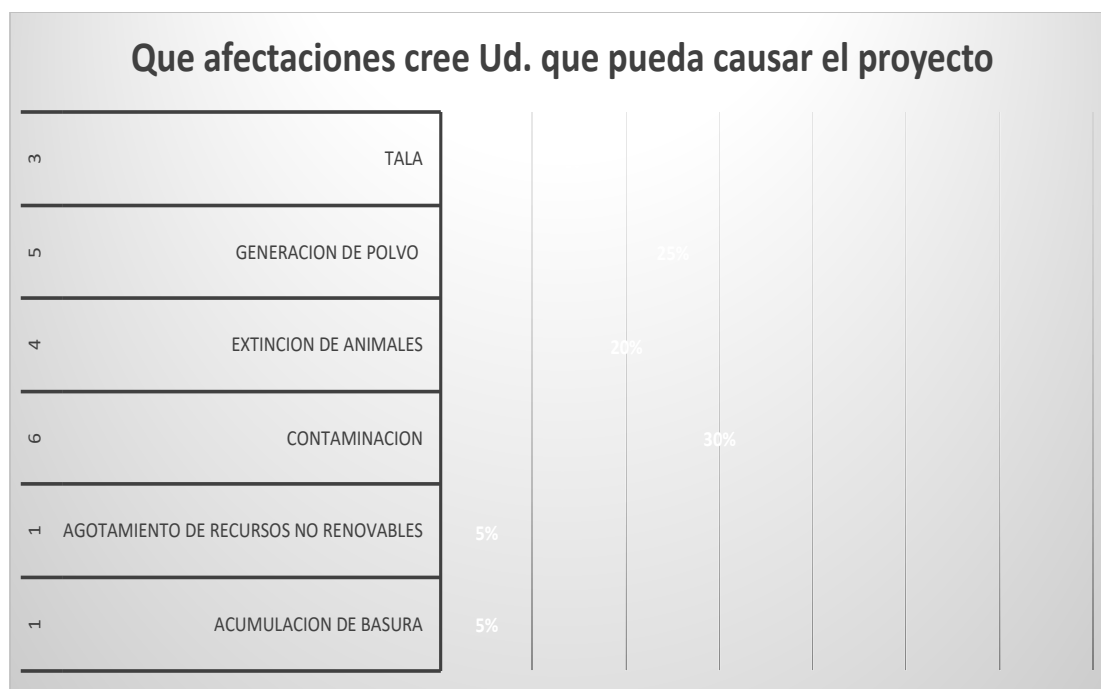 Que afectaciones cree Ud. que pueda causar el proyecto
3 TALA
5 GENERACION DE POLVO 25%
4 EXTINCION DE ANIMALES 20%
6 CONTAMINACION 30%
1 AGOTAMIENTO DE RECURSOS NO RENOVABLES 5%
1 ACUMULACION DE BASURA 5%